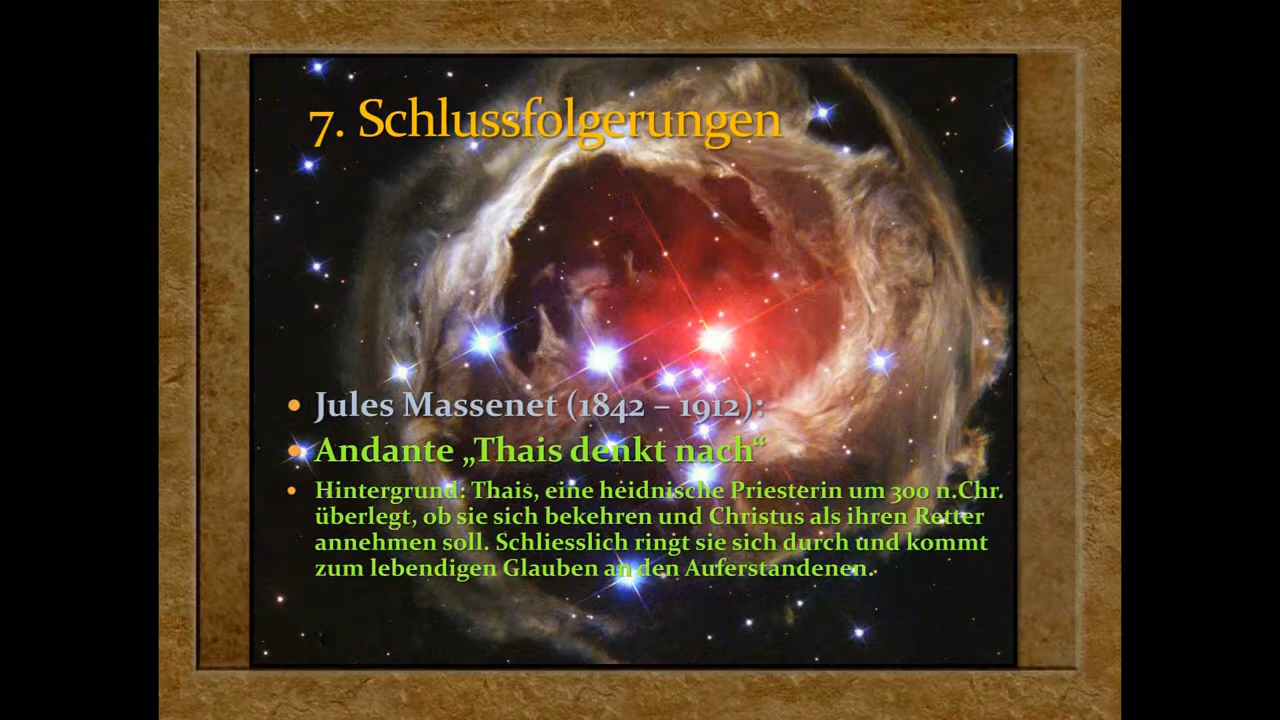 7. Schlussfolgerungen
• Jules Massenet (1842 – 1912):
• Andante „Thais denkt nach“
• Hintergrund: Thais, eine heidnische Priesterin um 300 n.Chr.
überlegt, ob sie sich bekehren und Christus als ihren Retter
annehmen soll. Schliesslich ringt sie sich durch und kommt
zum lebendigen Glauben an den Auferstandenen.